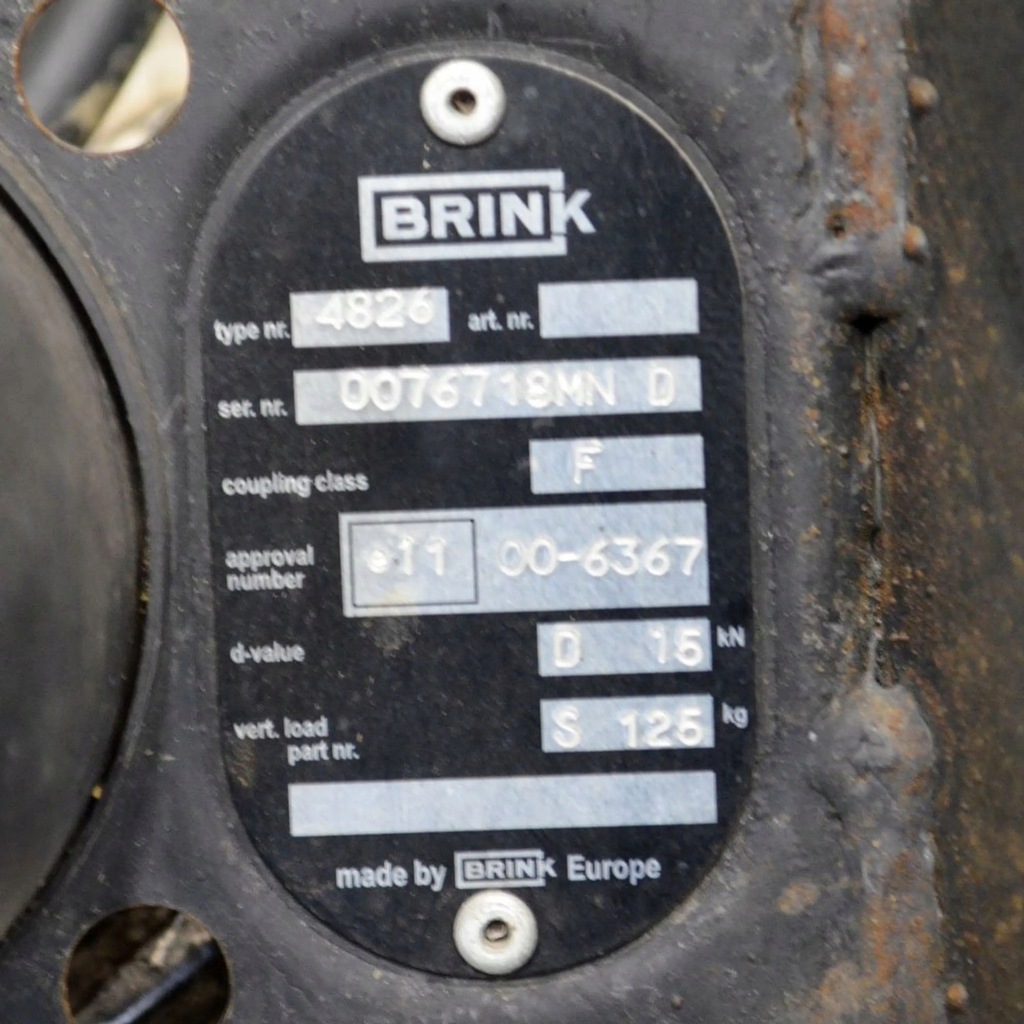 BRINK
type nr. 4826 art. nr.
ser. nr. 0076718MN D
coupling class F
approval number e11 00-6367
d-value D 15 kN
vert. load S 125 kg
part nr.
made by BRINK Europe